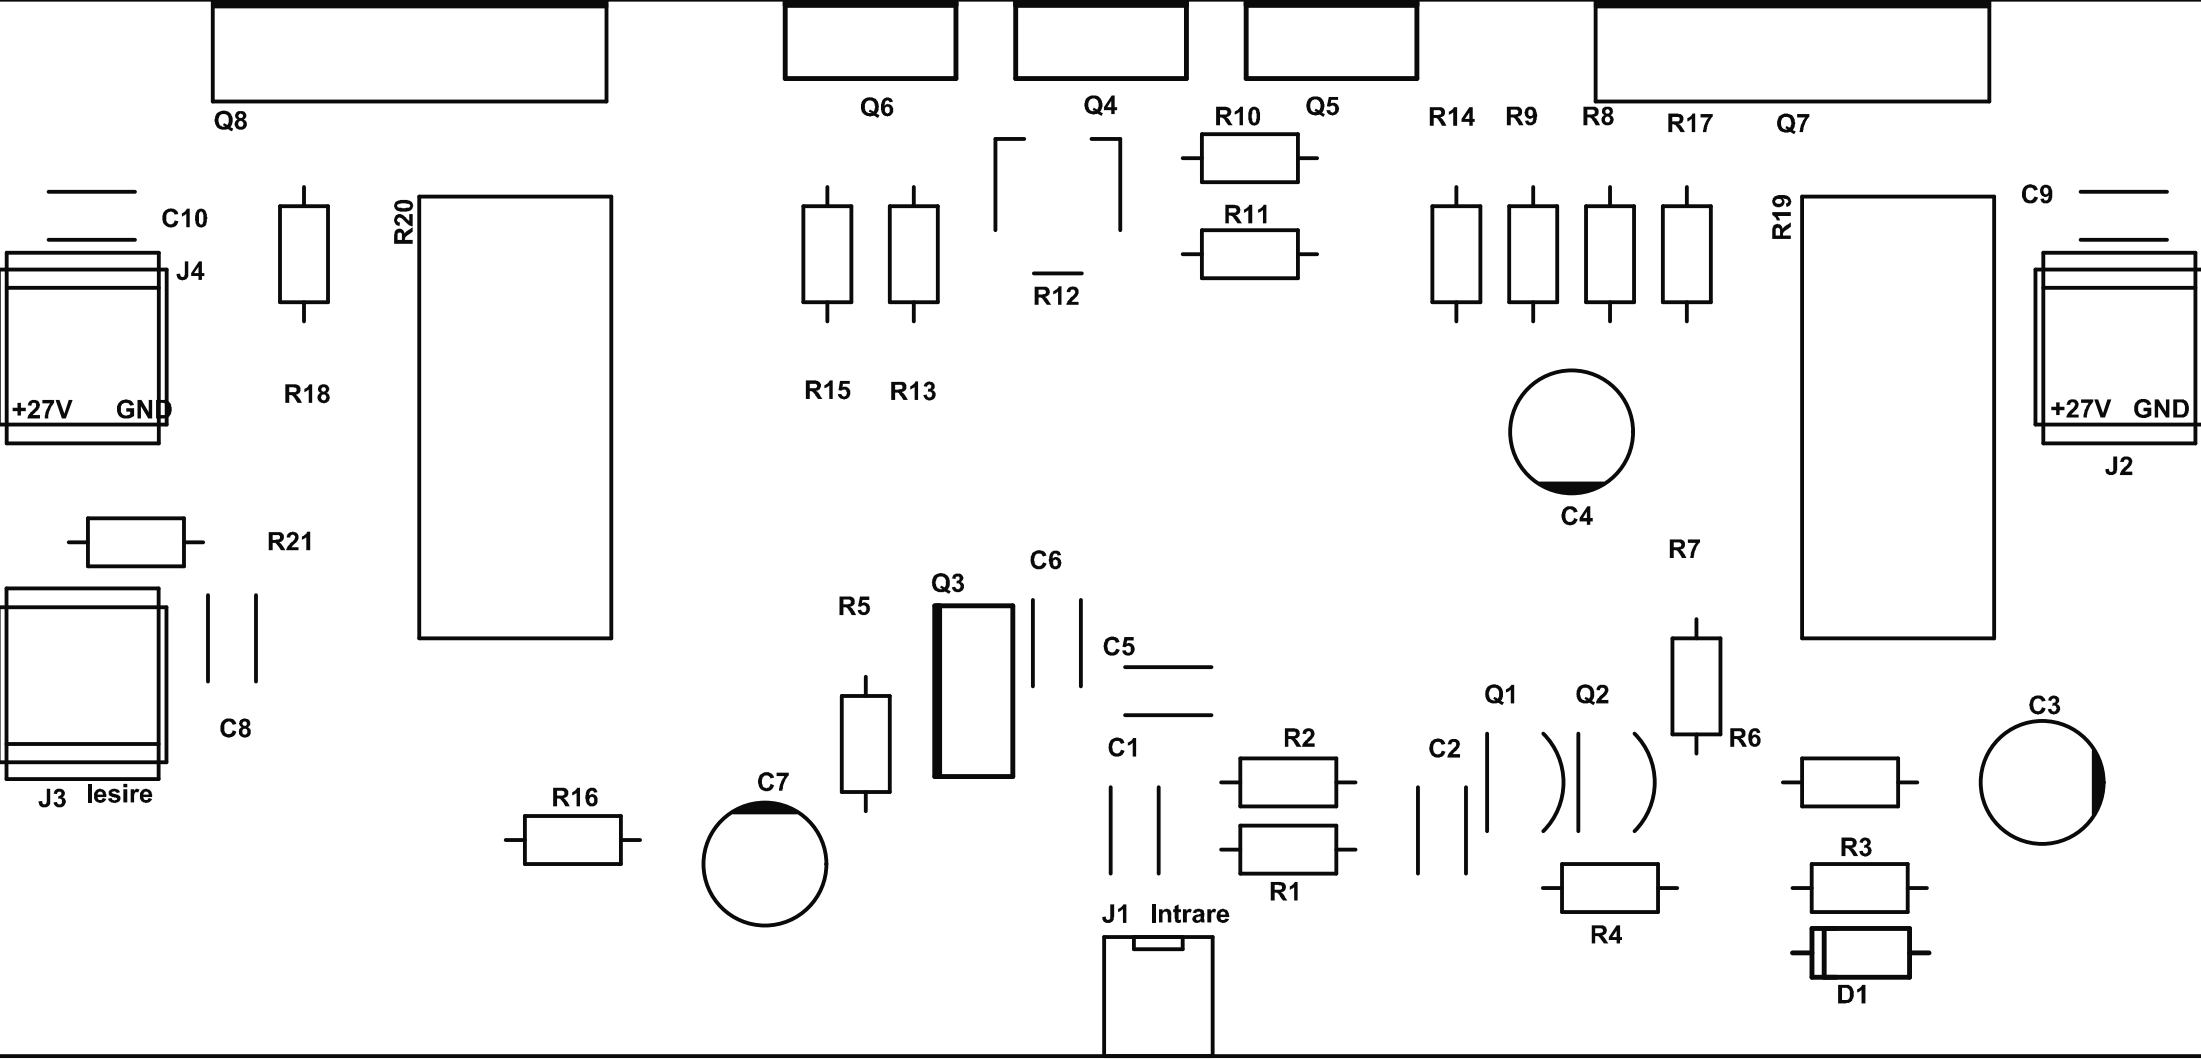 Q8
Q6
Q4
R10
Q5
R14
R9
R8
R17
Q7
C10
R20
R11
R19
C9
J4
R12
+27V GND
R18
R15
R13
+27V GND
J2
C4
R21
R7
C6
Q3
R5
C5
C8
Q1
Q2
C3
C1
R2
C2
R6
J3 Iesire
R16
C7
R3
R1
J1 Intrare
R4
D1